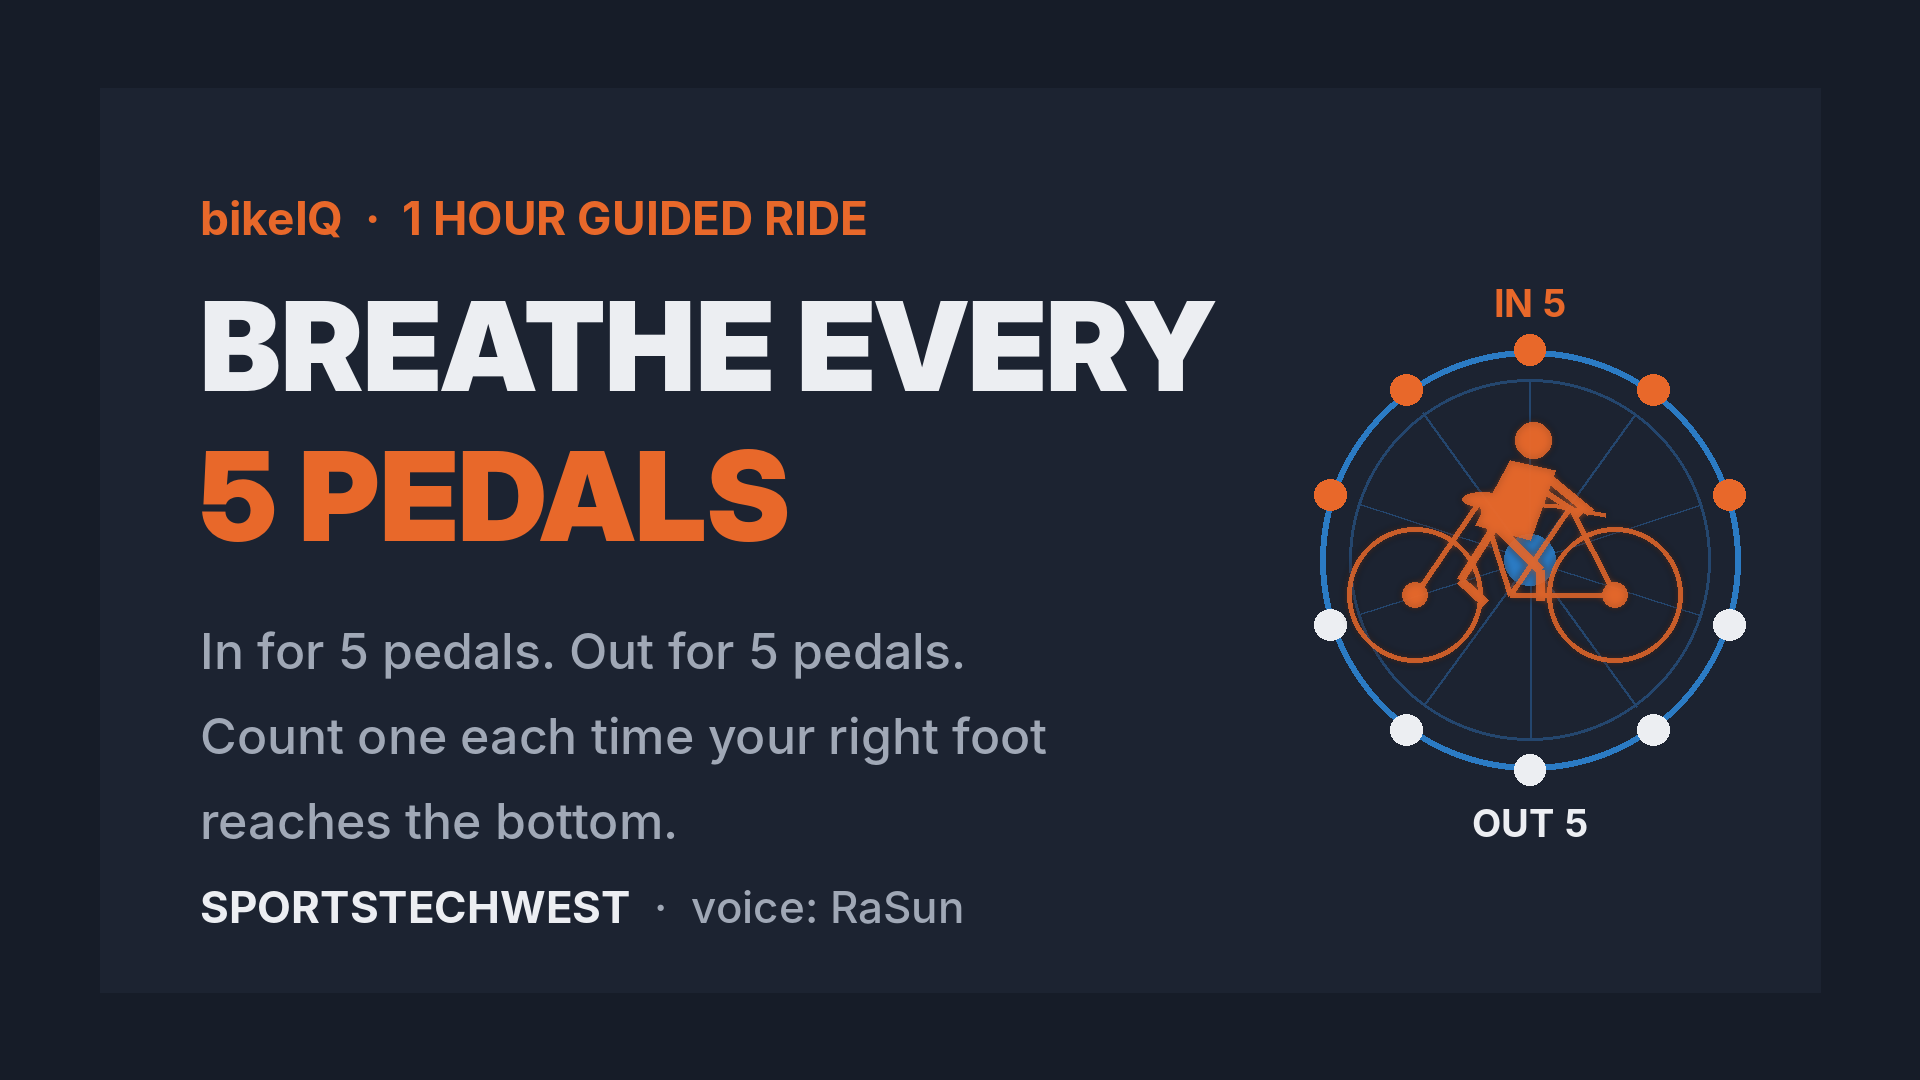 bikeIQ · 1 HOUR GUIDED RIDE
BREATHE EVERY
5 PEDALS
In for 5 pedals. Out for 5 pedals.
Count one each time your right foot
reaches the bottom.
SPORTSTECHWEST · voice: RaSun
IN 5
OUT 5